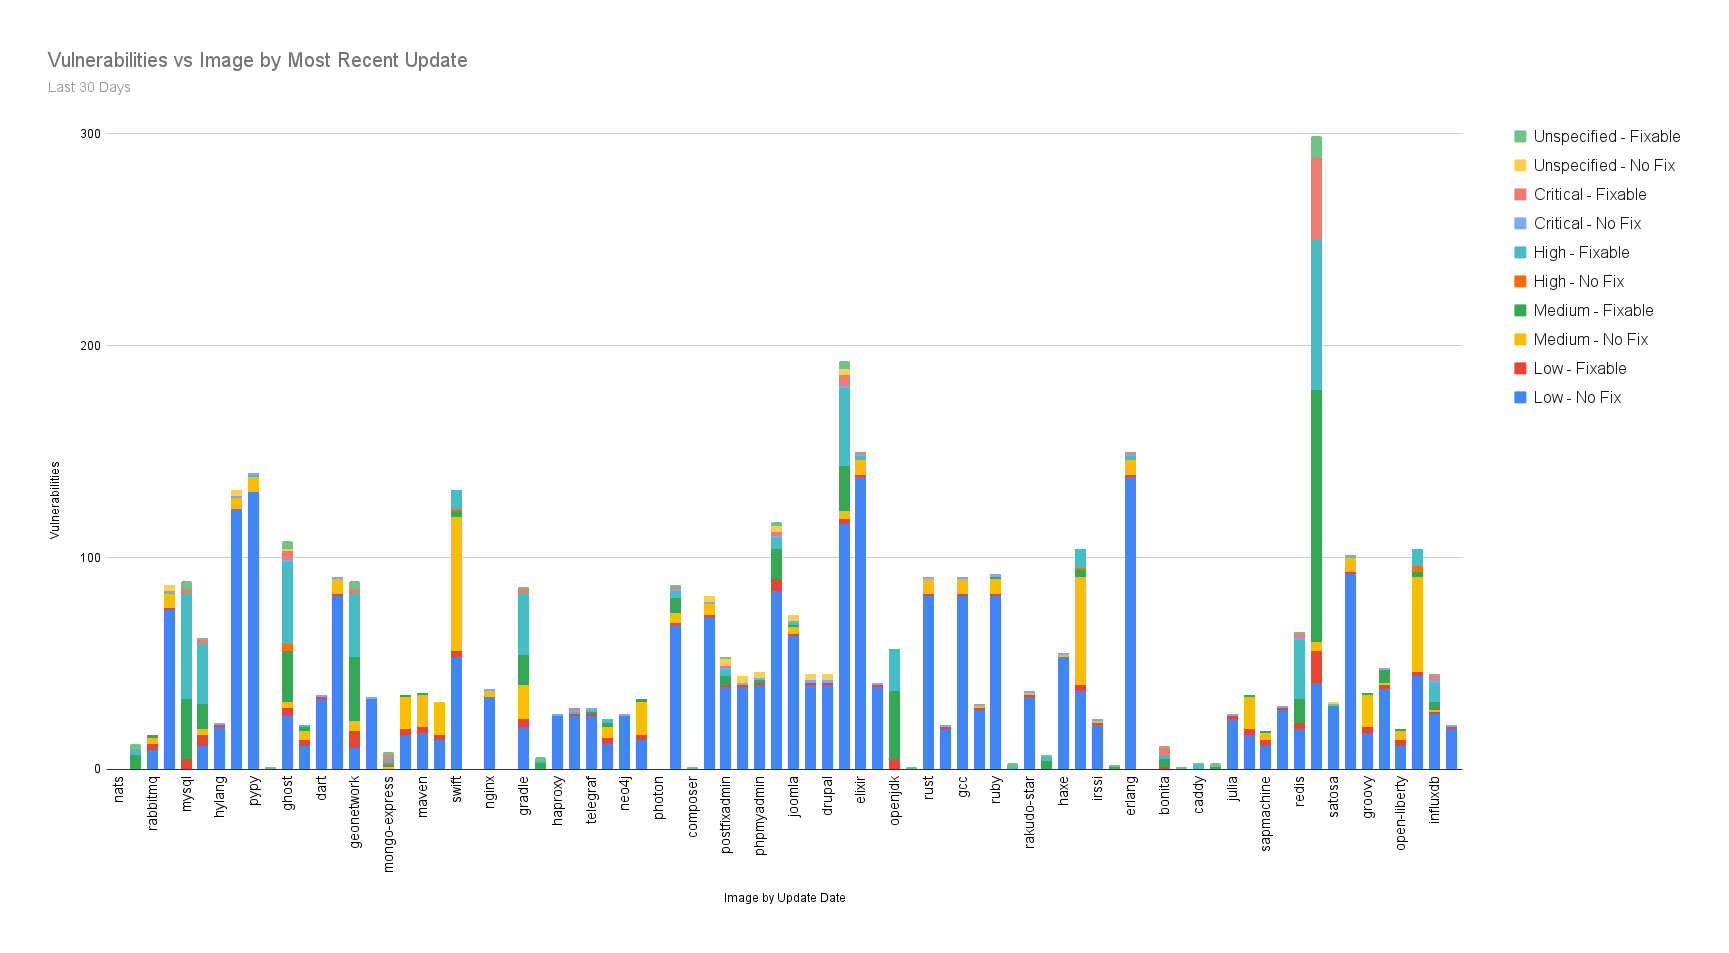 Vulnerabilities vs Image by Most Recent Update
Last 30 Days
300
200
100
0
Vulnerabilities
Unspecified - Fixable
Unspecified - No Fix
Critical - Fixable
Critical - No Fix
High - Fixable
High - No Fix
Medium - Fixable
Medium - No Fix
Low - Fixable
Low - No Fix
nats
rabbitmq
mysql
hylang
pypy
ghost
dart
geonetwork
mongo-express
maven
swift
nginx
gradle
haproxy
telegraf
neo4j
photon
composer
postfixadmin
phpmyadmin
joomla
drupal
elixir
openjdk
rust
gcc
ruby
rakudo-star
haxe
irssi
erlang
bonita
caddy
julia
sapmachine
redis
satosa
groovy
open-liberty
influxdb
Image by Update Date